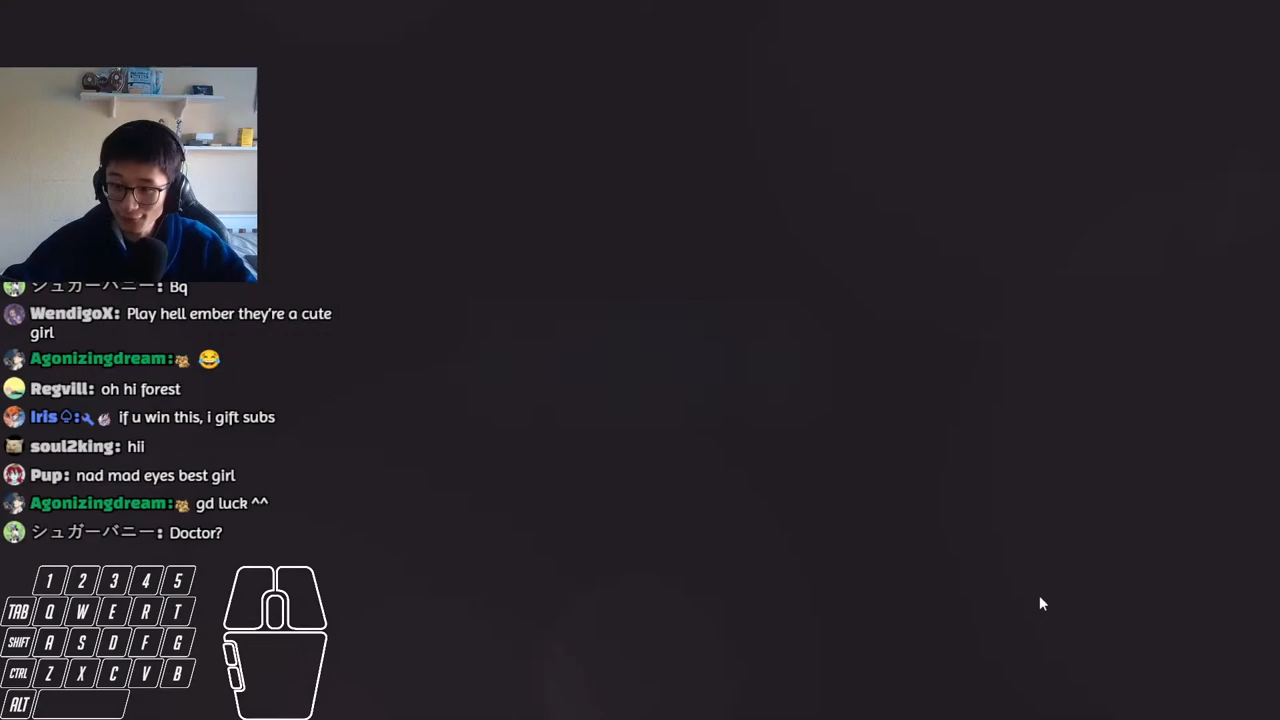 シュガーバニー: Bq
WendigoX: Play hell ember they're a cute
girl
Agonizingdream: 😂
Regvill: oh hi forest
Iris♤: if u win this, i gift subs
soul2king: hii
Pup: nad mad eyes best girl
Agonizingdream: gd luck ^^
シュガーバニー: Doctor?
1 2 3 4 5
TAB Q W E R T
SHIFT A S D F G
CTRL Z X C V B
ALT